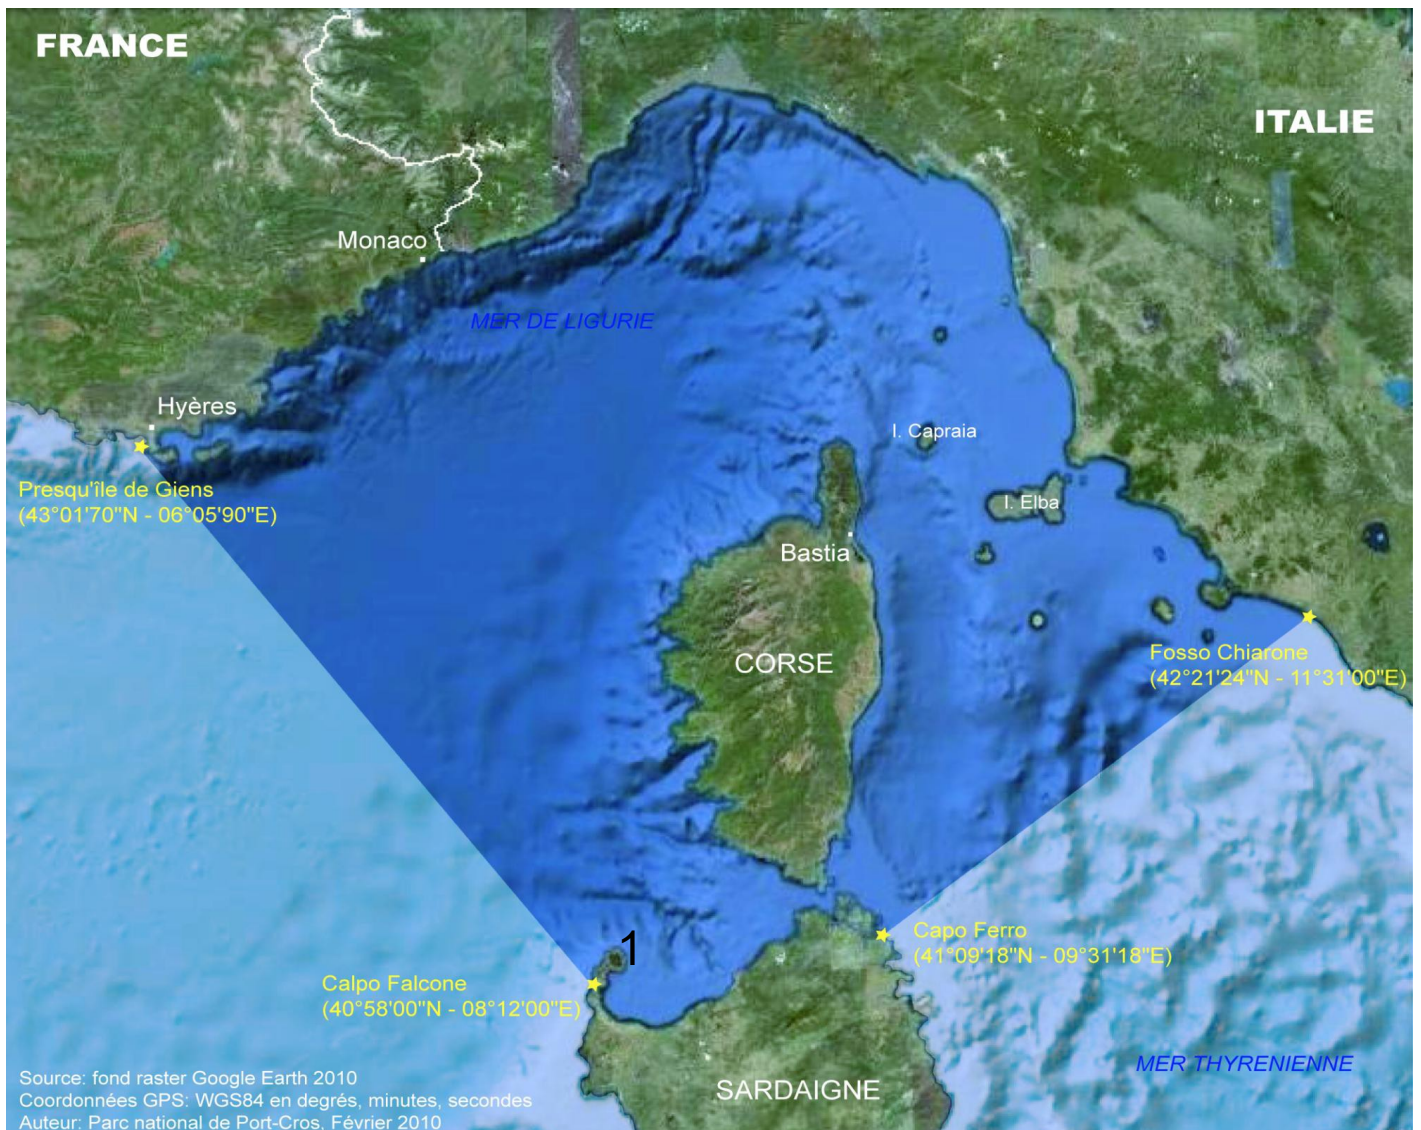 FRANCE
ITALIE
Monaco
MER DE LIGURIE
Hyères
I. Capraia
Presqu'île de Giens
(43°01'70"N - 06°05'90"E)
I. Elba
Bastia
CORSE
Fosso Chiarone
(42°21'24"N - 11°31'00"E)
1
Capo Ferro
(41°09'18"N - 09°31'18"E)
Calpo Falcone
(40°58'00"N - 08°12'00"E)
MER THYRENIENNE
SARDAIGNE
Source: fond raster Google Earth 2010
Coordonnées GPS: WGS84 en degrés, minutes, secondes
Auteur: Parc national de Port-Cros, Février 2010